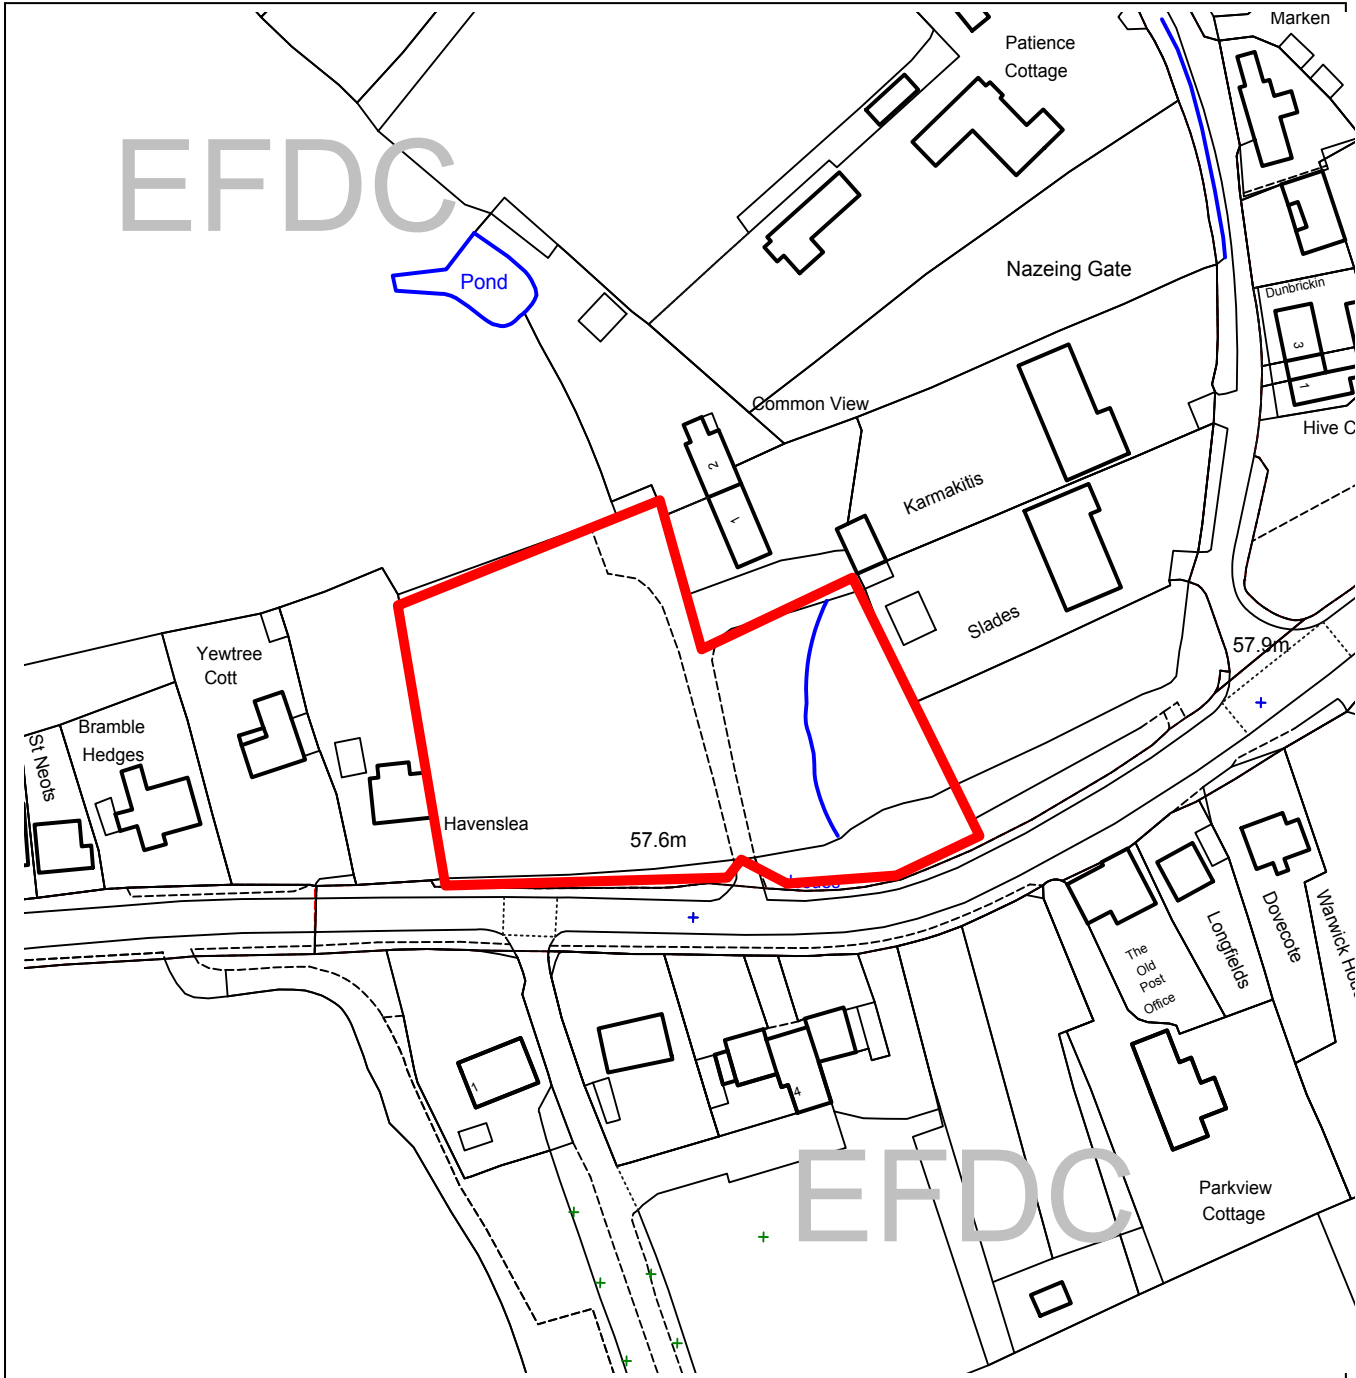 Marken
Patience
Cottage
EFDC
Pond
Nazeing Gate
Dunbrickin
3
1
Common View
Hive C
2
Karmakitis
1
Slades
57.9m
Yewtree
Cott
Bramble
Hedges
St Neots
Havenslea
57.6m
The
Old
Post
Office
Longfields
Dovecote
Warwick Hou
1
4
EFDC
Parkview
Cottage